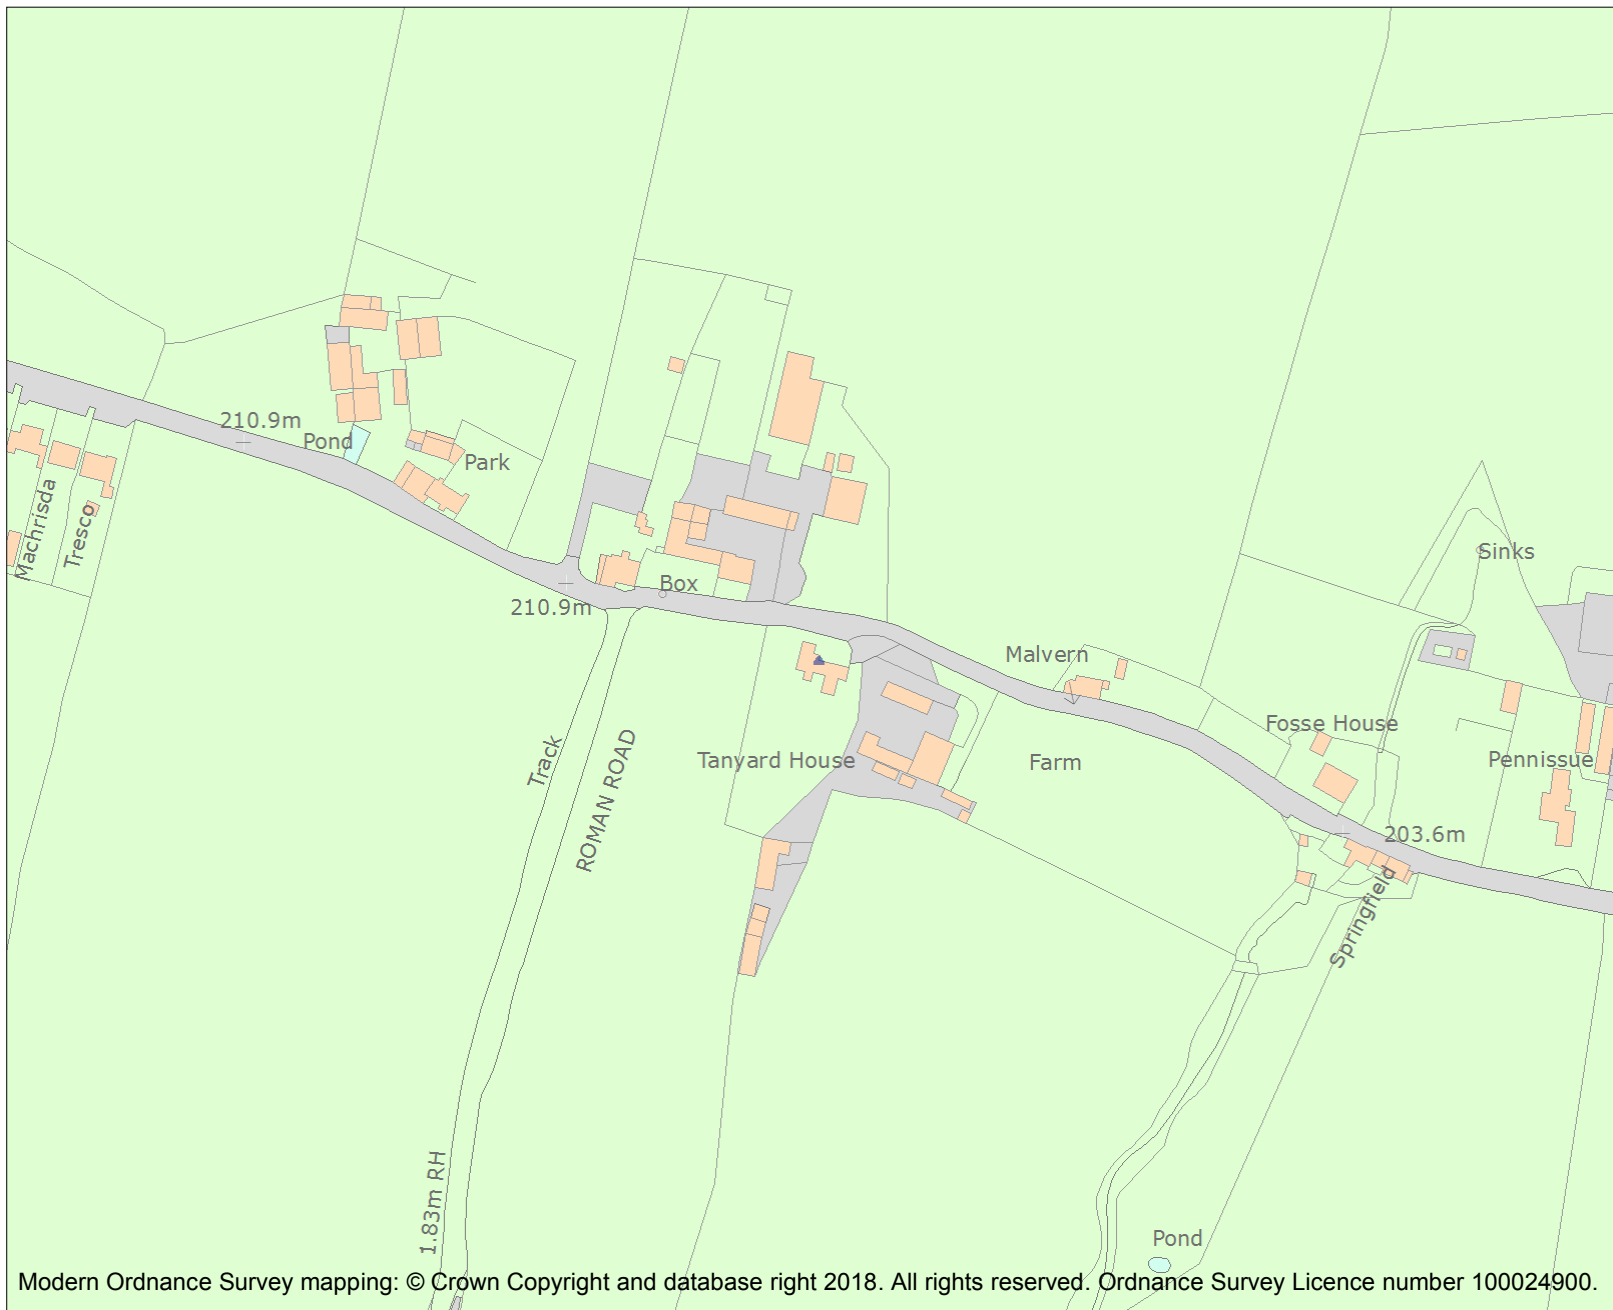 210.9m
Pond
Park
Machrisda
Tresco
210.9m
Box
Sinks
Malvern
Fosse House
Tanyard House
Farm
Pennissue
Track
ROMAN ROAD
203.6m
Springfield
1.83m RH
Pond
Modern Ordnance Survey mapping: © Crown Copyright and database right 2018. All rights reserved. Ordnance Survey Licence number 100024900.